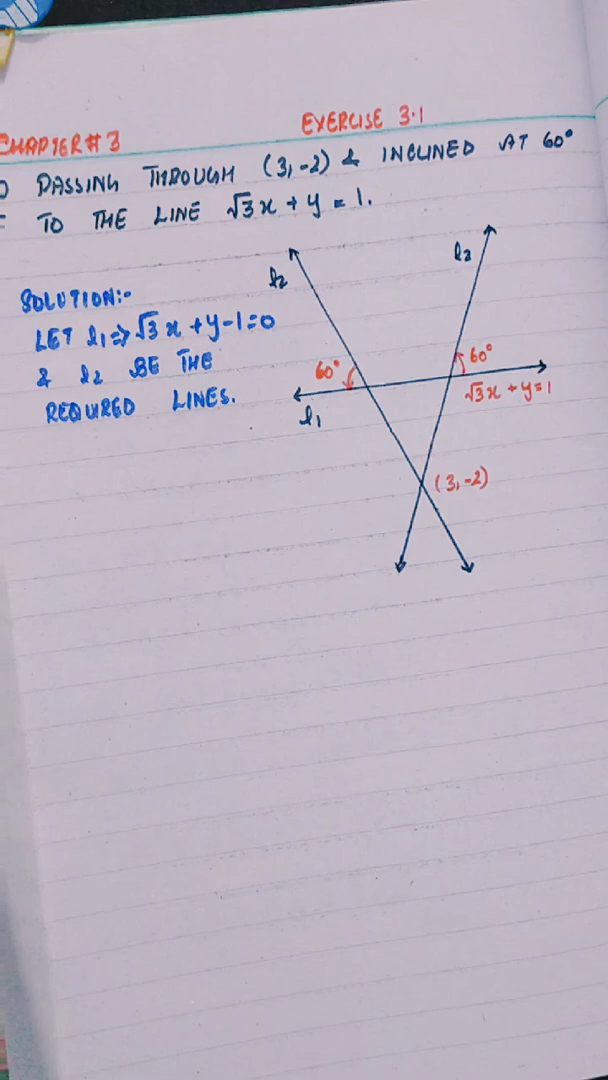 CHAPTER # 3
EXERCISE 3.1
PASSING THROUGH (3,-2) & INCLINED AT 60°
TO THE LINE √3x + y = 1.
SOLUTION:-
LET l₁ => √3x + y - 1 = 0
& l₂ BE THE
REQUIRED LINES.
l₂
l₂
60°
60°
√3x + y = 1
l₁
(3,-2)